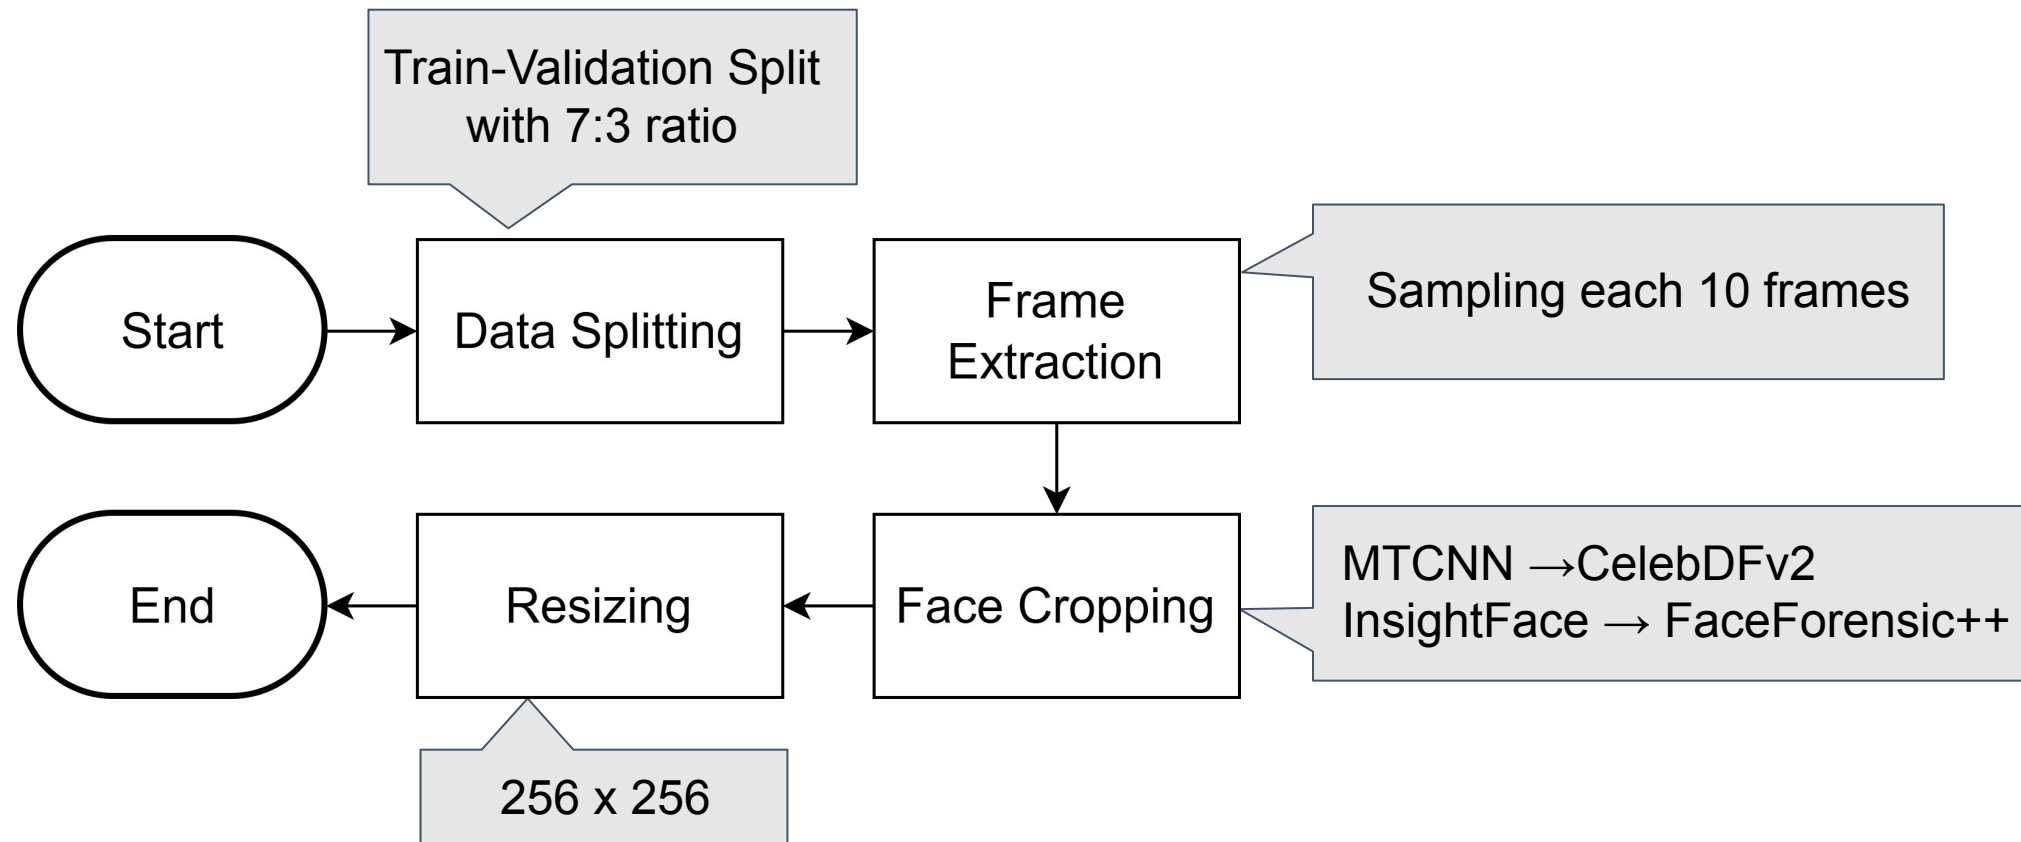 Train-Validation Split
with 7:3 ratio
Start
Data Splitting
Frame
Extraction
Sampling each 10 frames
End
Resizing
Face Cropping
MTCNN →CelebDFv2
InsightFace → FaceForensic++
256 x 256